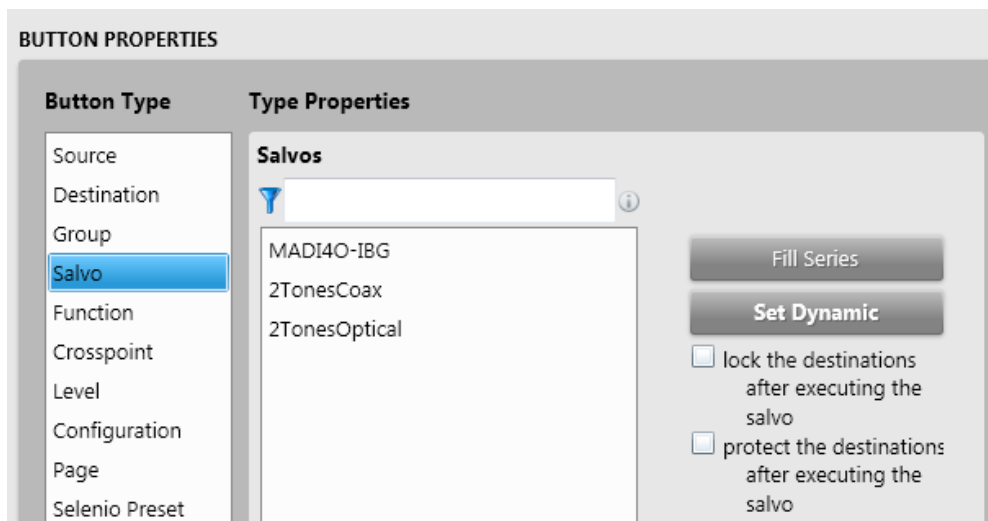 BUTTON PROPERTIES
Button Type
Source
Destination
Group
Salvo
Function
Crosspoint
Level
Configuration
Page
Selenio Preset
Type Properties
Salvos
MADI4O-IBG
2TonesCoax
2TonesOptical
Fill Series
Set Dynamic
lock the destinations
after executing the
salvo
protect the destinations
after executing the
salvo